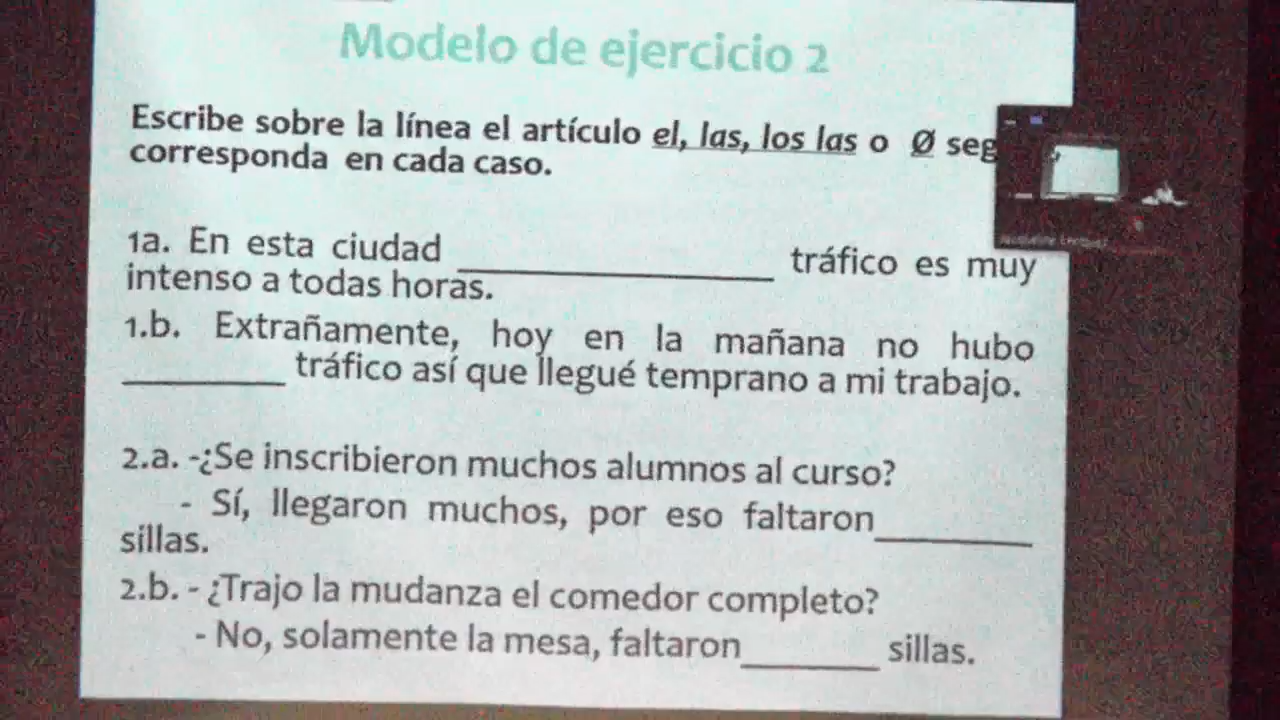 Modelo de ejercicio 2
Escribe sobre la línea el artículo el, las, los las o Ø seg
corresponda en cada caso.
1a. En esta ciudad ________________ tráfico es muy
intenso a todas horas.
1.b. Extrañamente, hoy en la mañana no hubo
________ tráfico así que llegué temprano a mi trabajo.
2.a. -¿Se inscribieron muchos alumnos al curso?
- Sí, llegaron muchos, por eso faltaron________
sillas.
2.b. - ¿Trajo la mudanza el comedor completo?
- No, solamente la mesa, faltaron_______ sillas.